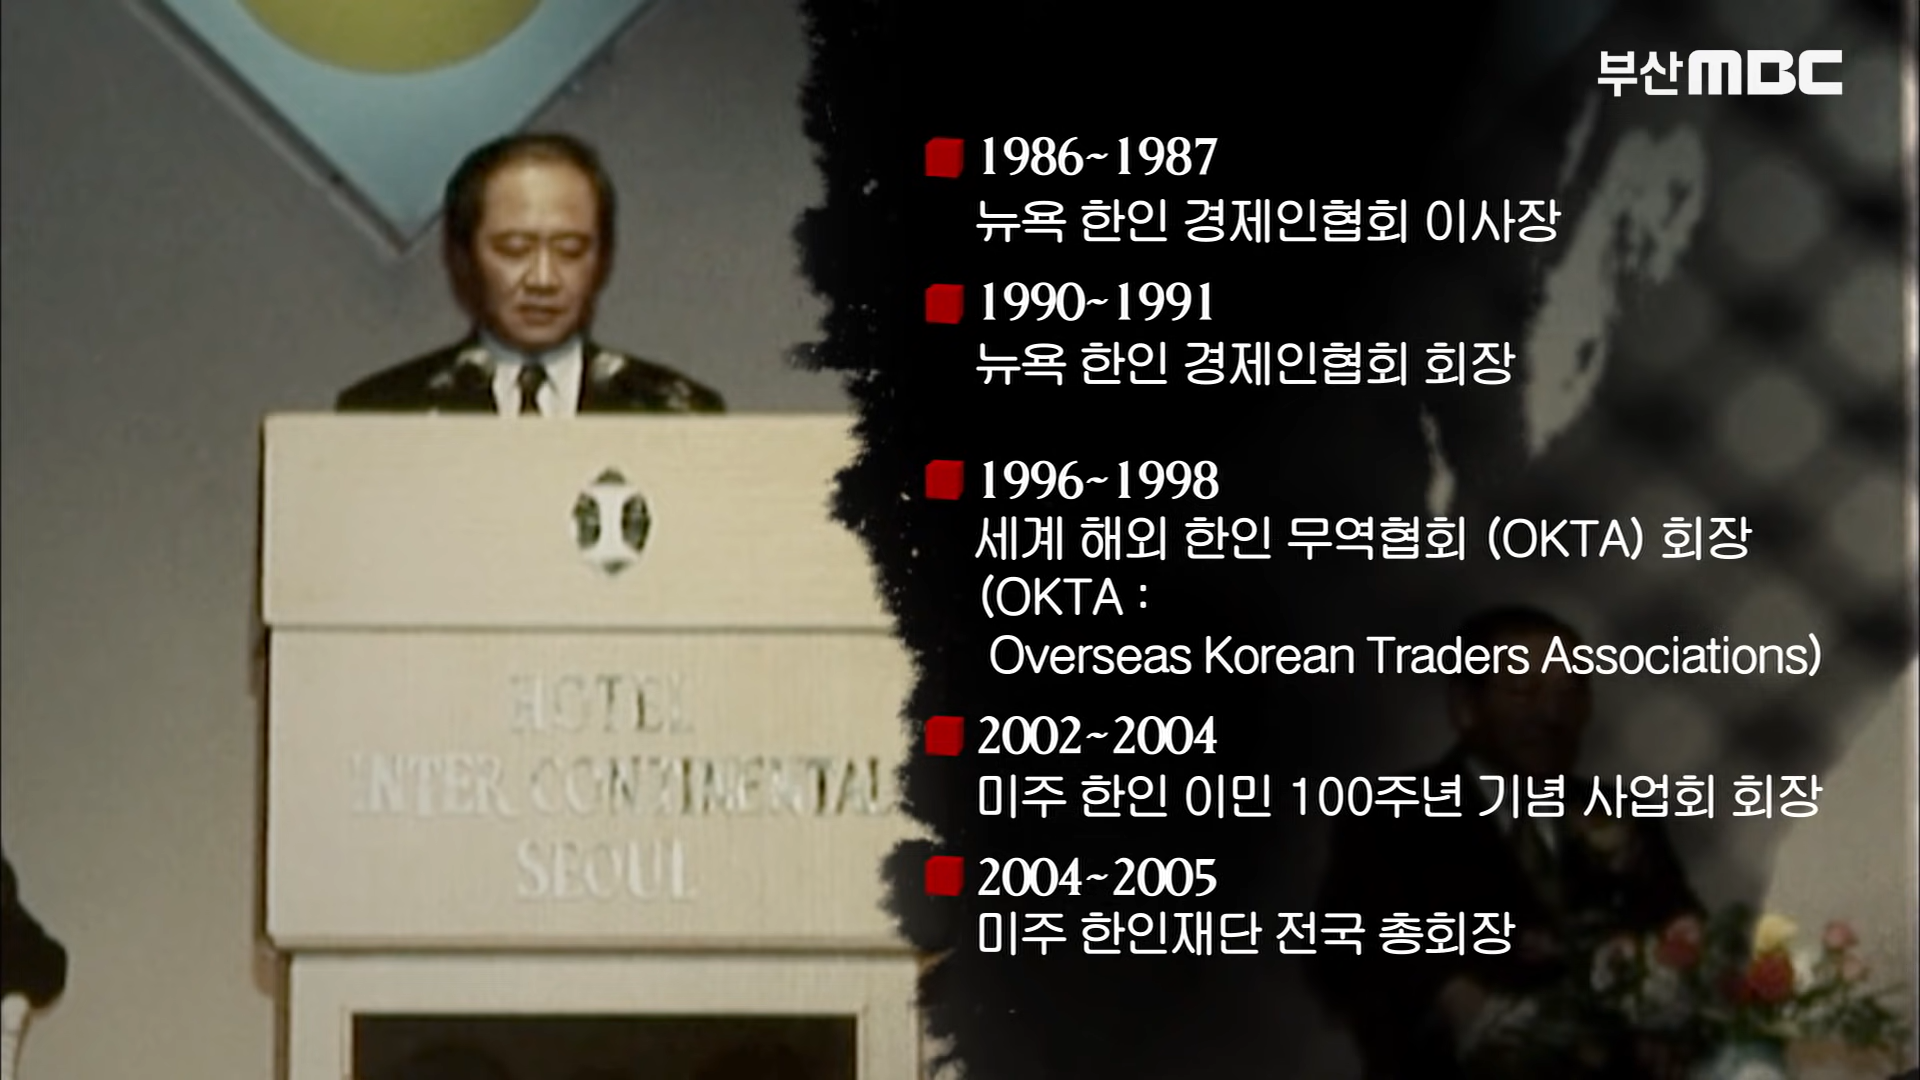 부산MBC
1986~1987
뉴욕 한인 경제인협회 이사장
1990~1991
뉴욕 한인 경제인협회 회장
1996~1998
세계 해외 한인 무역협회 (OKTA) 회장
(OKTA :
Overseas Korean Traders Associations)
2002~2004
미주 한인 이민 100주년 기념 사업회 회장
2004~2005
미주 한인재단 전국 총회장
HOTEL
INTER CONTINENTAL
SEOUL